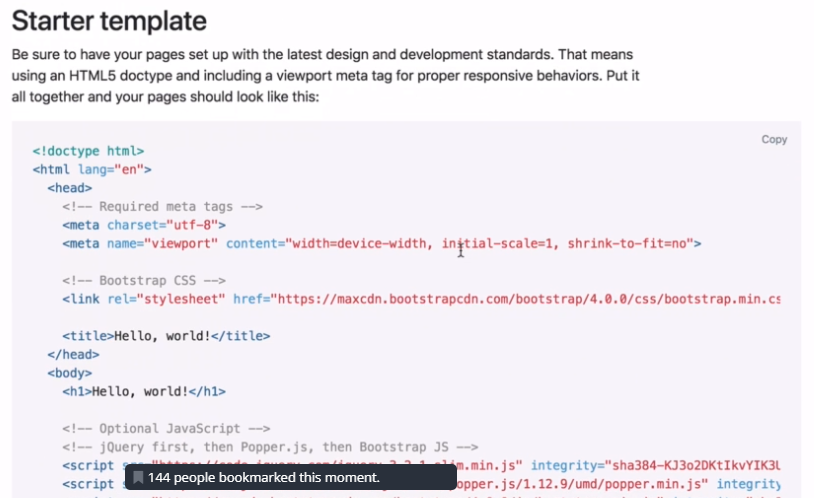 Starter template
Be sure to have your pages set up with the latest design and development standards. That means
using an HTML5 doctype and including a viewport meta tag for proper responsive behaviors. Put it
all together and your pages should look like this:
Copy
<!doctype html>
<html lang="en">
<head>
<!-- Required meta tags -->
<meta charset="utf-8">
<meta name="viewport" content="width=device-width, initial-scale=1, shrink-to-fit=no">
<!-- Bootstrap CSS -->
<link rel="stylesheet" href="https://maxcdn.bootstrapcdn.com/bootstrap/4.0.0/css/bootstrap.min.cs
<title>Hello, world!</title>
</head>
<body>
<h1>Hello, world!</h1>
<!-- Optional JavaScript -->
<!-- jQuery first, then Popper.js, then Bootstrap JS -->
<script m.min.js" integrity="sha384-KJ3o2DKtIkvYIK3U
<script opper.js/1.12.9/umd/popper.min.js" integrity
144 people bookmarked this moment.